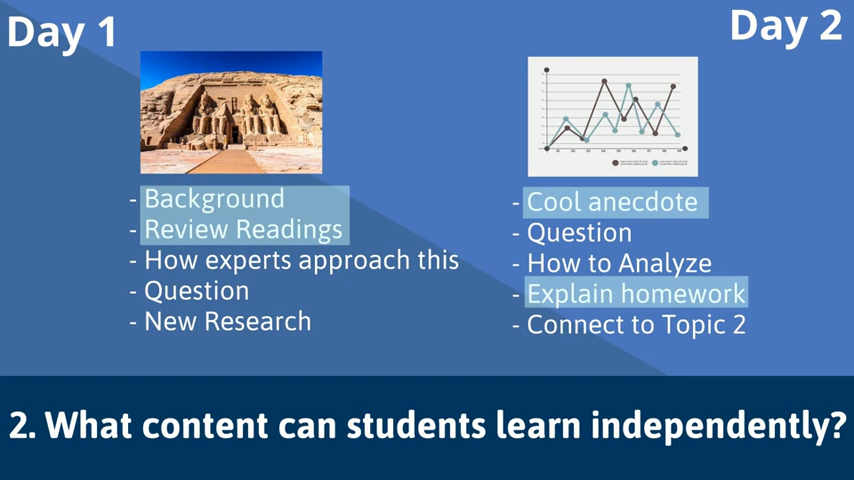 Day 1
- Background
- Review Readings
- How experts approach this
- Question
- New Research
Day 2
- Cool anecdote
- Question
- How to Analyze
- Explain homework
- Connect to Topic 2
2. What content can students learn independently?